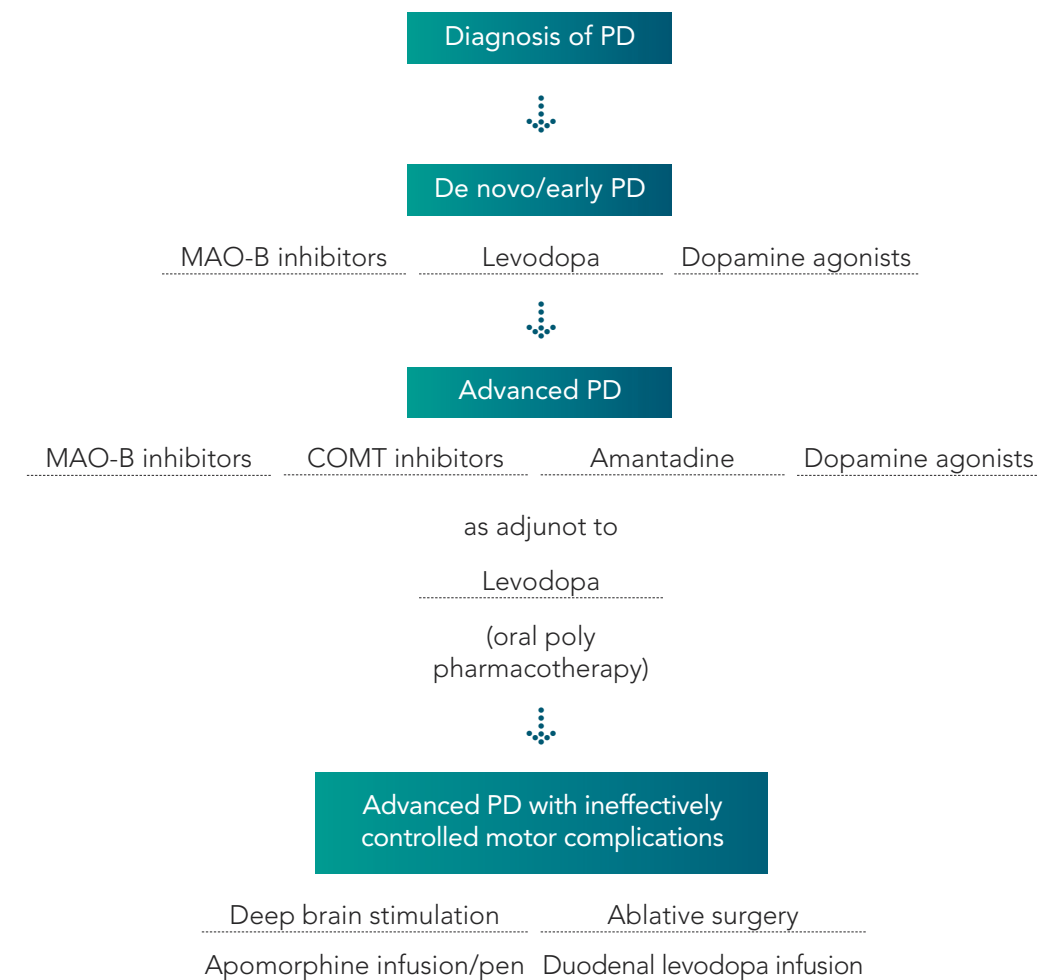 Diagnosis of PD
De novo/early PD
MAO-B inhibitors Levodopa Dopamine agonists
Advanced PD
MAO-B inhibitors COMT inhibitors Amantadine Dopamine agonists
as adjunot to
Levodopa
(oral poly
pharmacotherapy)
Advanced PD with ineffectively
controlled motor complications
Deep brain stimulation Ablative surgery
Apomorphine infusion/pen Duodenal levodopa infusion